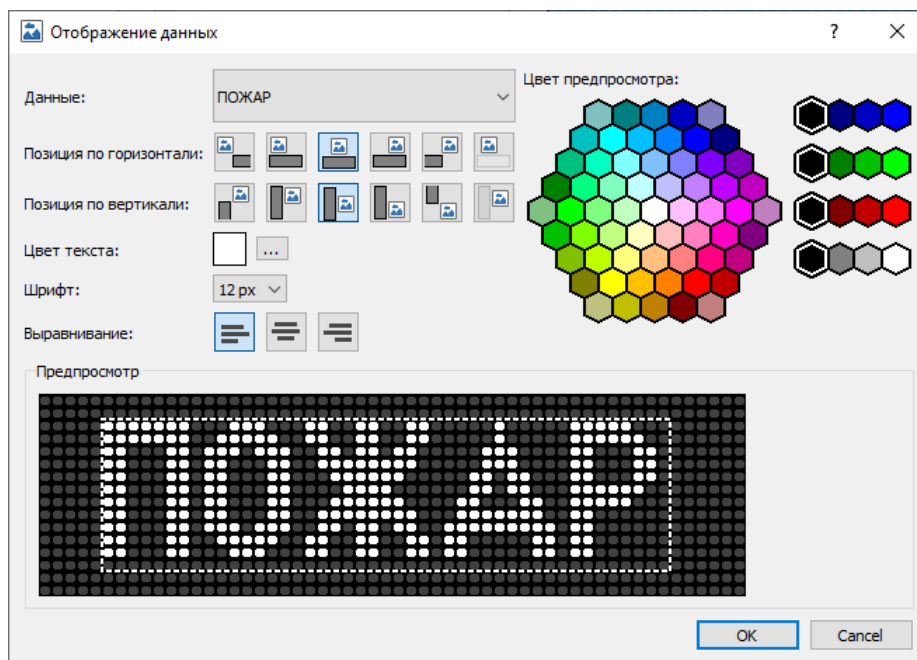 Отображение данных
?
Данные:
ПОЖАР
Цвет предпросмотра:
Позиция по горизонтали:
Позиция по вертикали:
Цвет текста:
...
Шрифт:
12 px
Выравнивание:
Предпросмотр
ПОЖАР
OK
Cancel